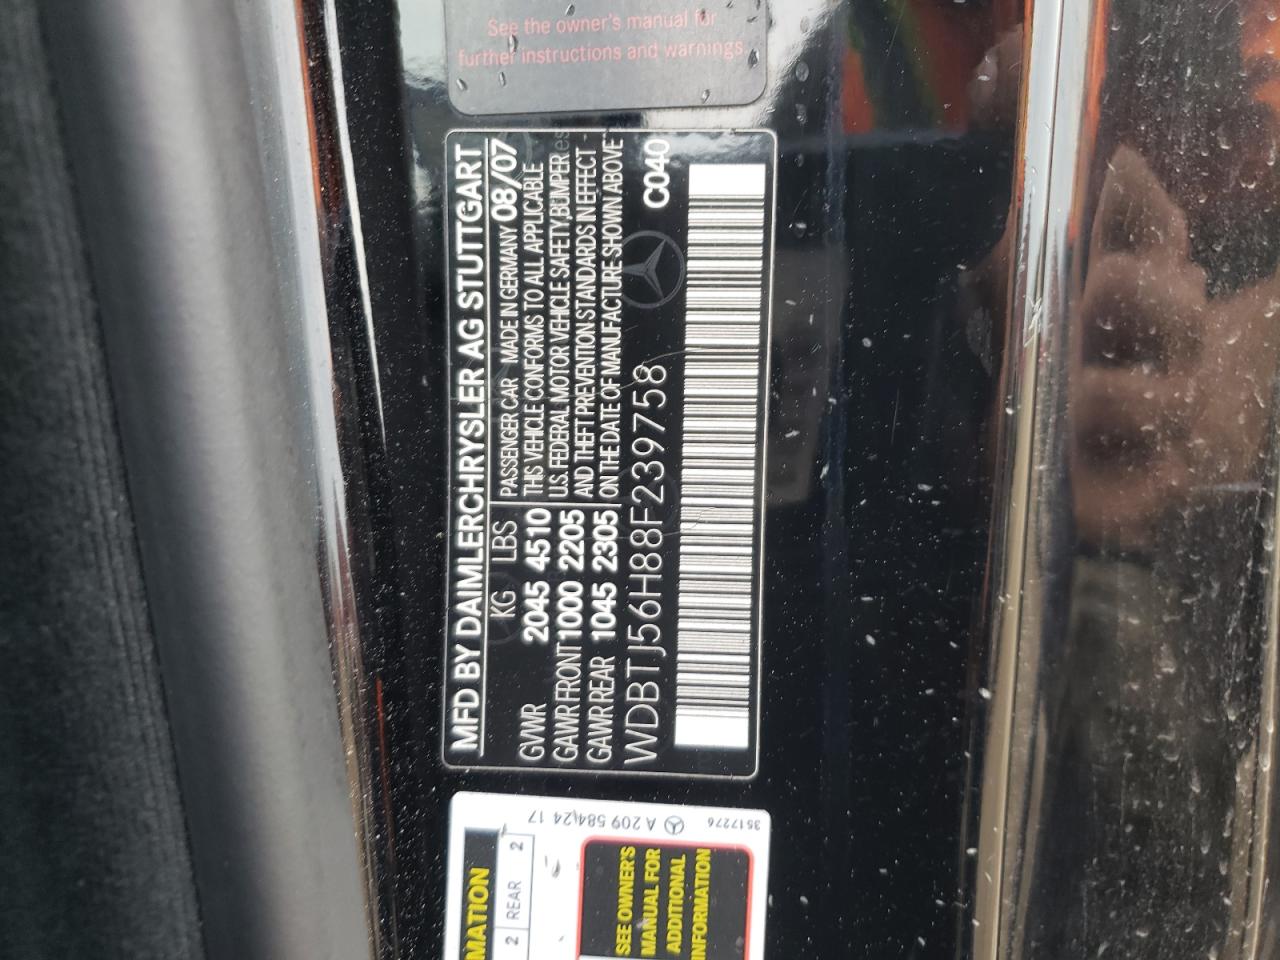 See the owner's manual for
further instructions and warnings
MFD BY DAIMLERCHRYSLER AG STUTTGART
KG LBS PASSENGER CAR MADE IN GERMANY 08/07
GVWR 2045 4510 THIS VEHICLE CONFORMS TO ALL APPLICABLE
GAWR FRONT 1000 2205 U.S. FEDERAL MOTOR VEHICLE SAFETY, BUMPER
GAWR REAR 1045 2305 AND THEFT PREVENTION STANDARDS IN EFFECT
ON THE DATE OF MANUFACTURE SHOWN ABOVE
WDBTJ56H88F239758 C040
A 209 584 24 17
3517276
MATION
2 REAR 2
SEE OWNER'S
MANUAL FOR
ADDITIONAL
INFORMATION